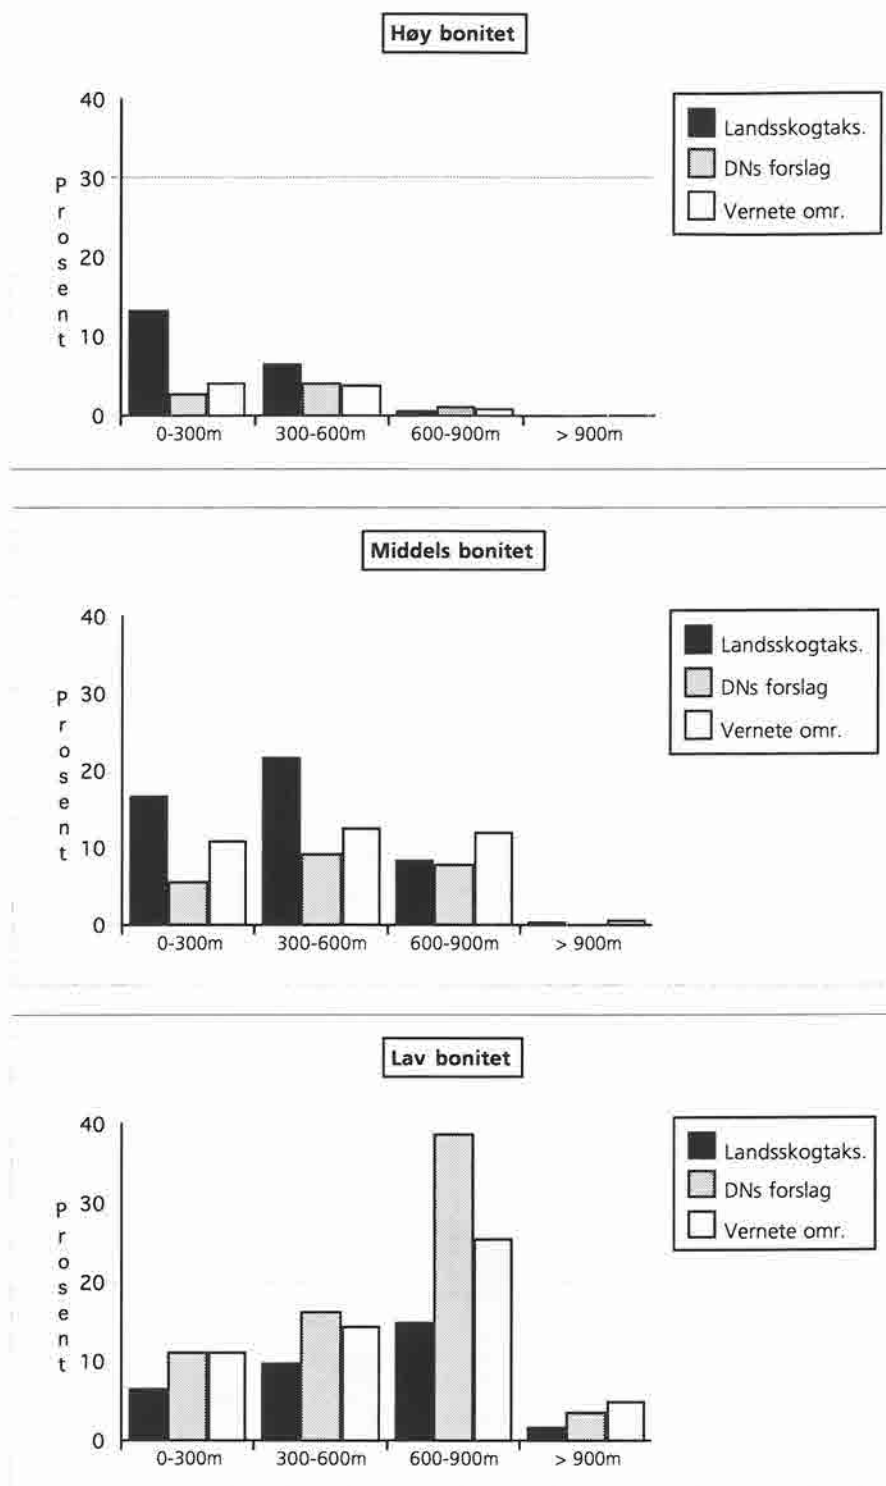 Høy bonitet
40
30
20
10
0
Prosent
0-300m 300-600m 600-900m > 900m
Landsskogtaks.
DNs forslag
Vernete omr.
Middels bonitet
40
30
20
10
0
Prosent
0-300m 300-600m 600-900m > 900m
Landsskogtaks.
DNs forslag
Vernete omr.
Lav bonitet
40
30
20
10
0
Prosent
0-300m 300-600m 600-900m > 900m
Landsskogtaks.
DNs forslag
Vernete omr.